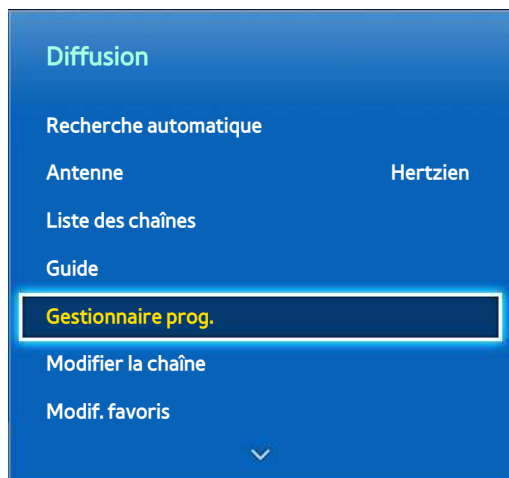 Diffusion
Recherche automatique
Antenne Hertzien
Liste des chaînes
Guide
Gestionnaire prog.
Modifier la chaîne
Modif. favoris